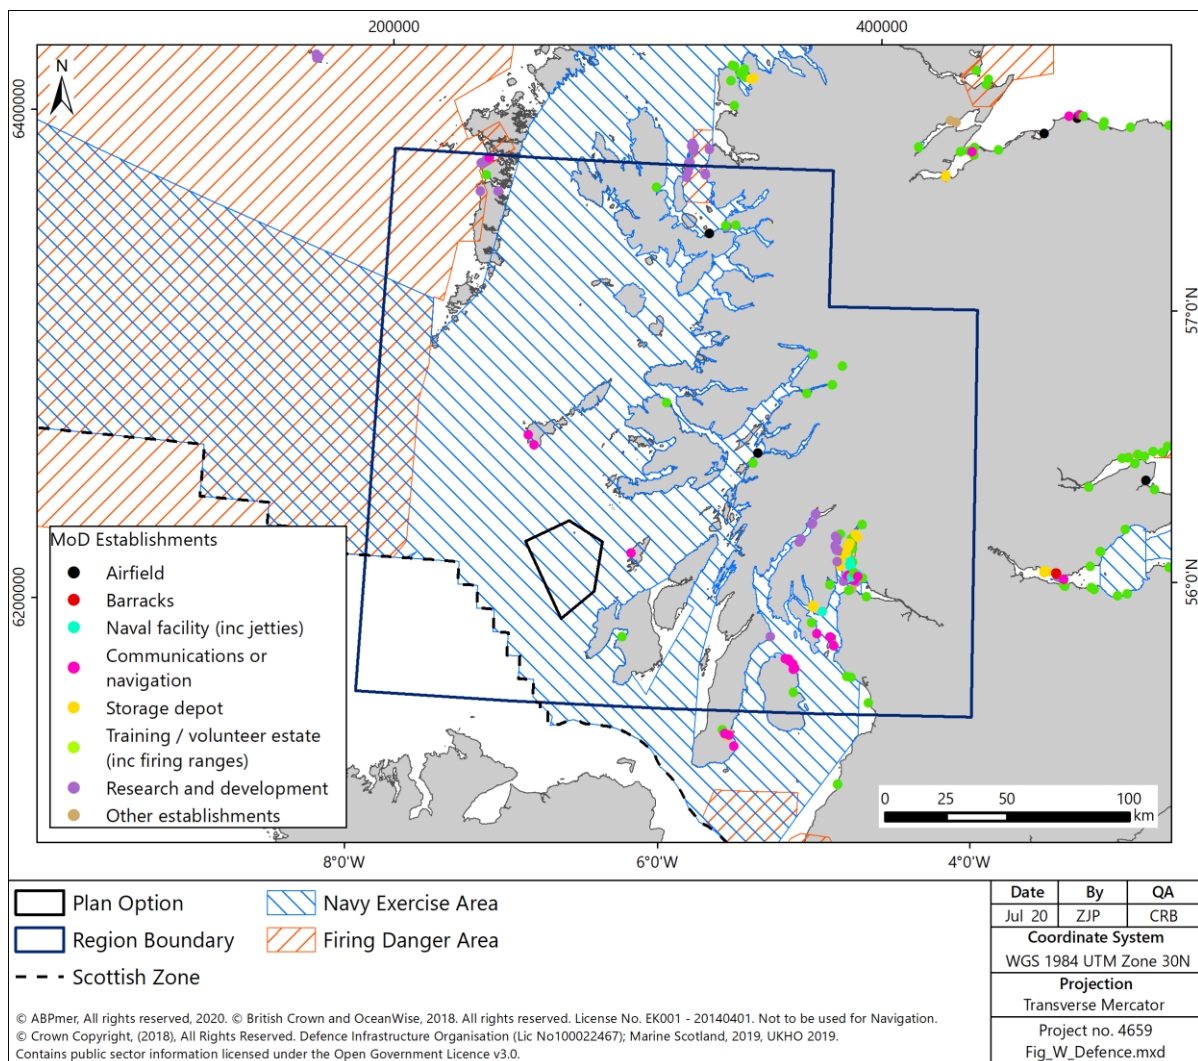 200000
400000
N
6400000
6200000
57°0'N
56°0'N
MoD Establishments
Airfield
Barracks
Naval facility (inc jetties)
Communications or
navigation
Storage depot
Training / volunteer estate
(inc firing ranges)
Research and development
Other establishments
0 25 50 100
km
8°0'W
6°0'W
4°0'W
Plan Option
Navy Exercise Area
Region Boundary
Firing Danger Area
Scottish Zone
Date By QA
Jul 20 ZJP CRB
Coordinate System
WGS 1984 UTM Zone 30N
Projection
Transverse Mercator
Project no. 4659
Fig_W_Defence.mxd
© ABPmer, All rights reserved, 2020. © British Crown and OceanWise, 2018. All rights reserved. License No. EK001 - 20140401. Not to be used for Navigation.
© Crown Copyright, (2018), All Rights Reserved. Defence Infrastructure Organisation (Lic No100022467); Marine Scotland, 2019, UKHO 2019.
Contains public sector information licensed under the Open Government Licence v3.0.